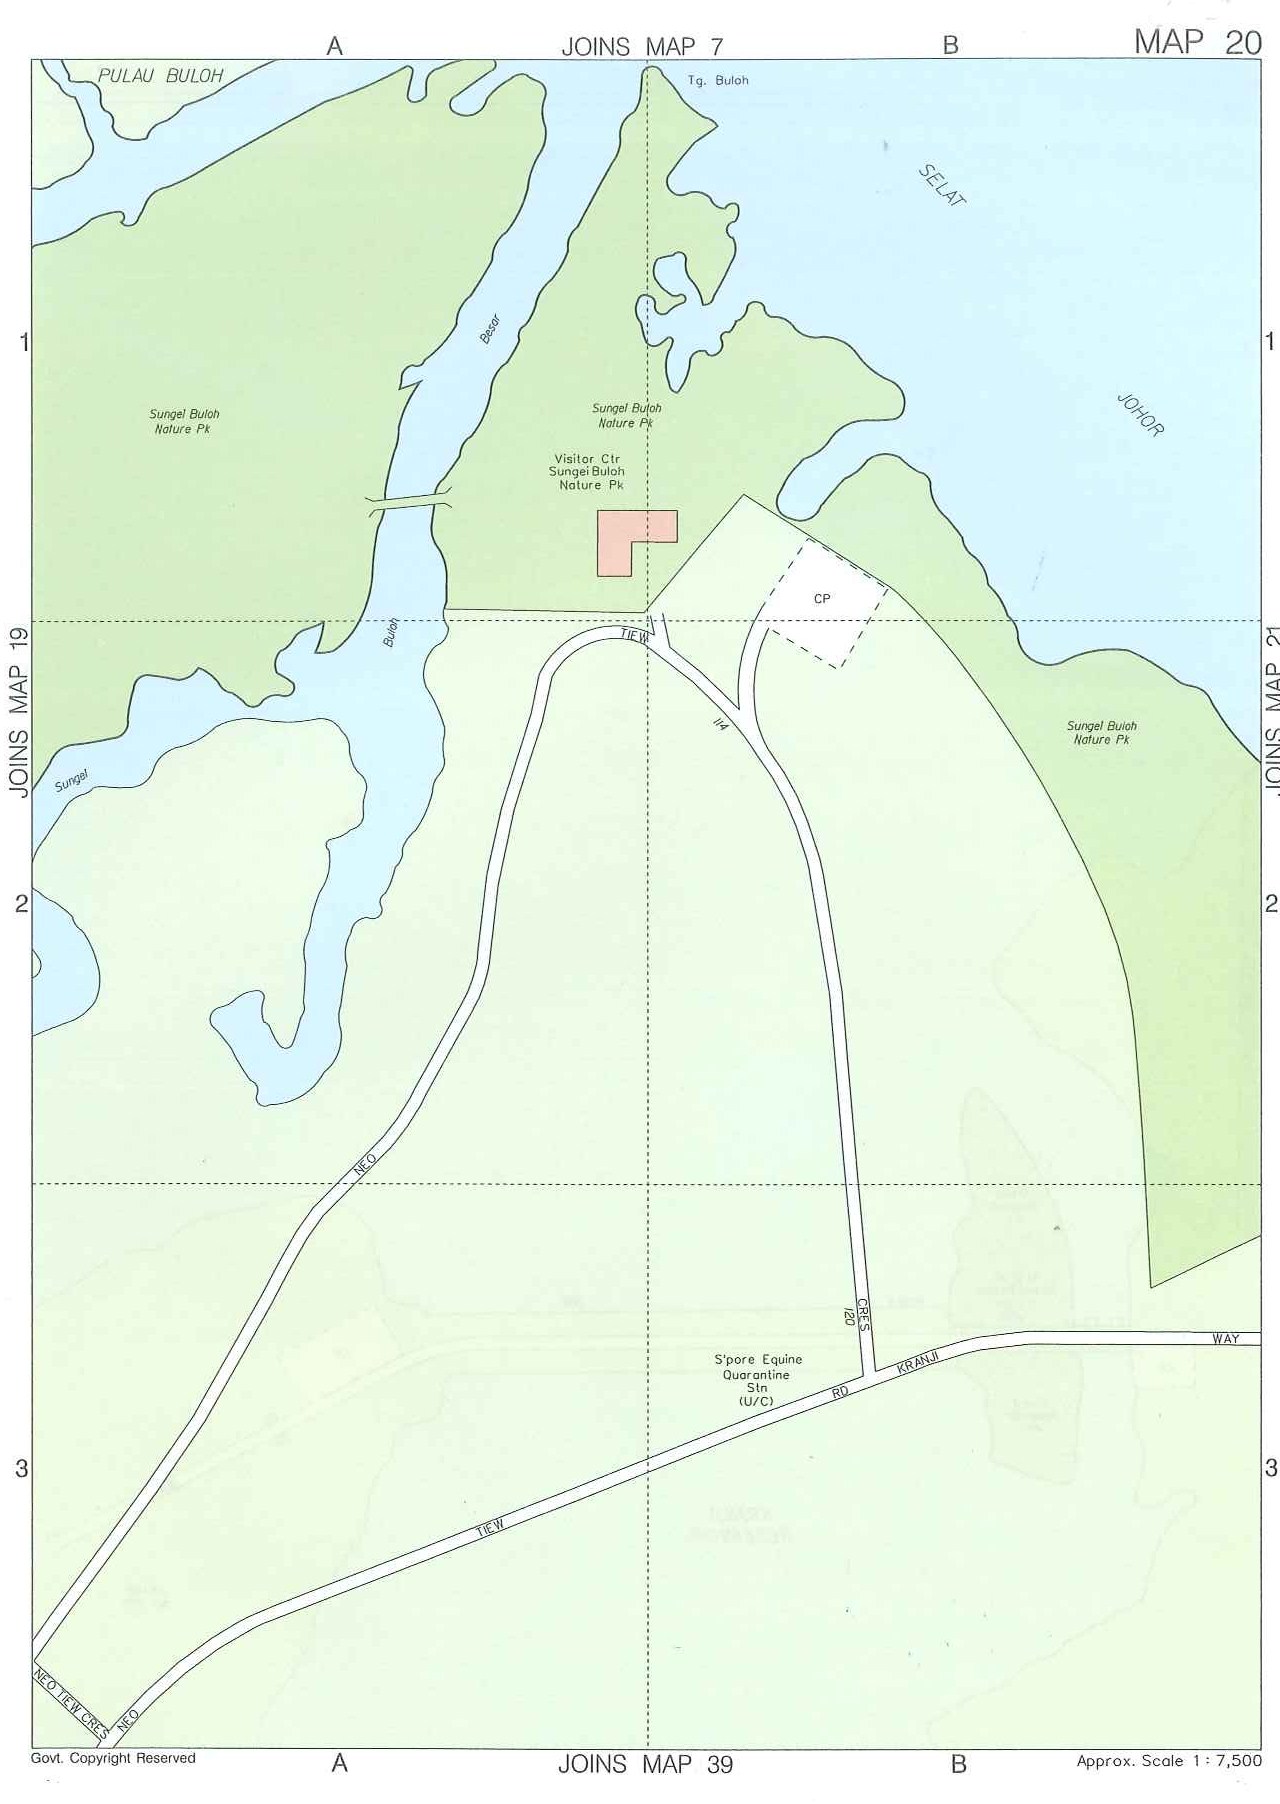 A
JOINS MAP 7
B
MAP 20
PULAU BULOH
Tg. Buloh
SELAT
JOHOR
1
1
Besar
Sungei Buloh
Nature Pk
Sungei Buloh
Nature Pk
Visitor Ctr
Sungei Buloh
Nature Pk
CP
Buloh
TIEW
JOINS MAP 19
JOINS MAP 21
114
Sungei Buloh
Nature Pk
Sungei
2
2
NEO
CRES
120
S'pore Equine
Quarantine
Stn
(U/C)
KRANJI
WAY
RD
3
3
TIEW
NEO TIEW CRES
NEO
Govt. Copyright Reserved
A
JOINS MAP 39
B
Approx. Scale 1 : 7,500